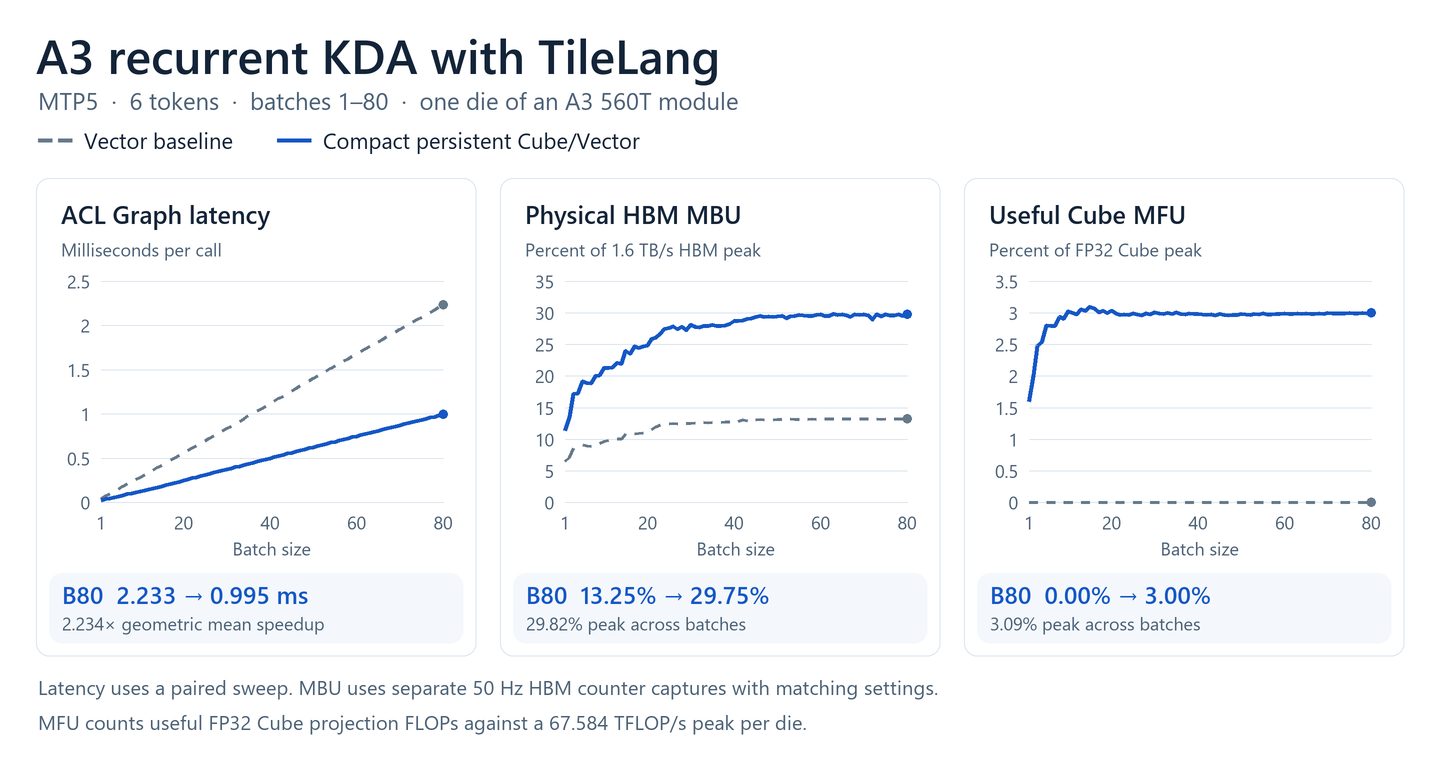 A3 recurrent KDA with TileLang
MTP5 · 6 tokens · batches 1–80 · one die of an A3 560T module
Vector baseline
Compact persistent Cube/Vector
ACL Graph latency
Milliseconds per call
2.5
2
1.5
1
0.5
0
1 20 40 60 80
Batch size
B80 2.233 → 0.995 ms
2.234× geometric mean speedup
Physical HBM MBU
Percent of 1.6 TB/s HBM peak
35
30
25
20
15
10
5
0
1 20 40 60 80
Batch size
B80 13.25% → 29.75%
29.82% peak across batches
Useful Cube MFU
Percent of FP32 Cube peak
3.5
3
2.5
2
1.5
1
0.5
0
1 20 40 60 80
Batch size
B80 0.00% → 3.00%
3.09% peak across batches
Latency uses a paired sweep. MBU uses separate 50 Hz HBM counter captures with matching settings.
MFU counts useful FP32 Cube projection FLOPs against a 67.584 TFLOP/s peak per die.